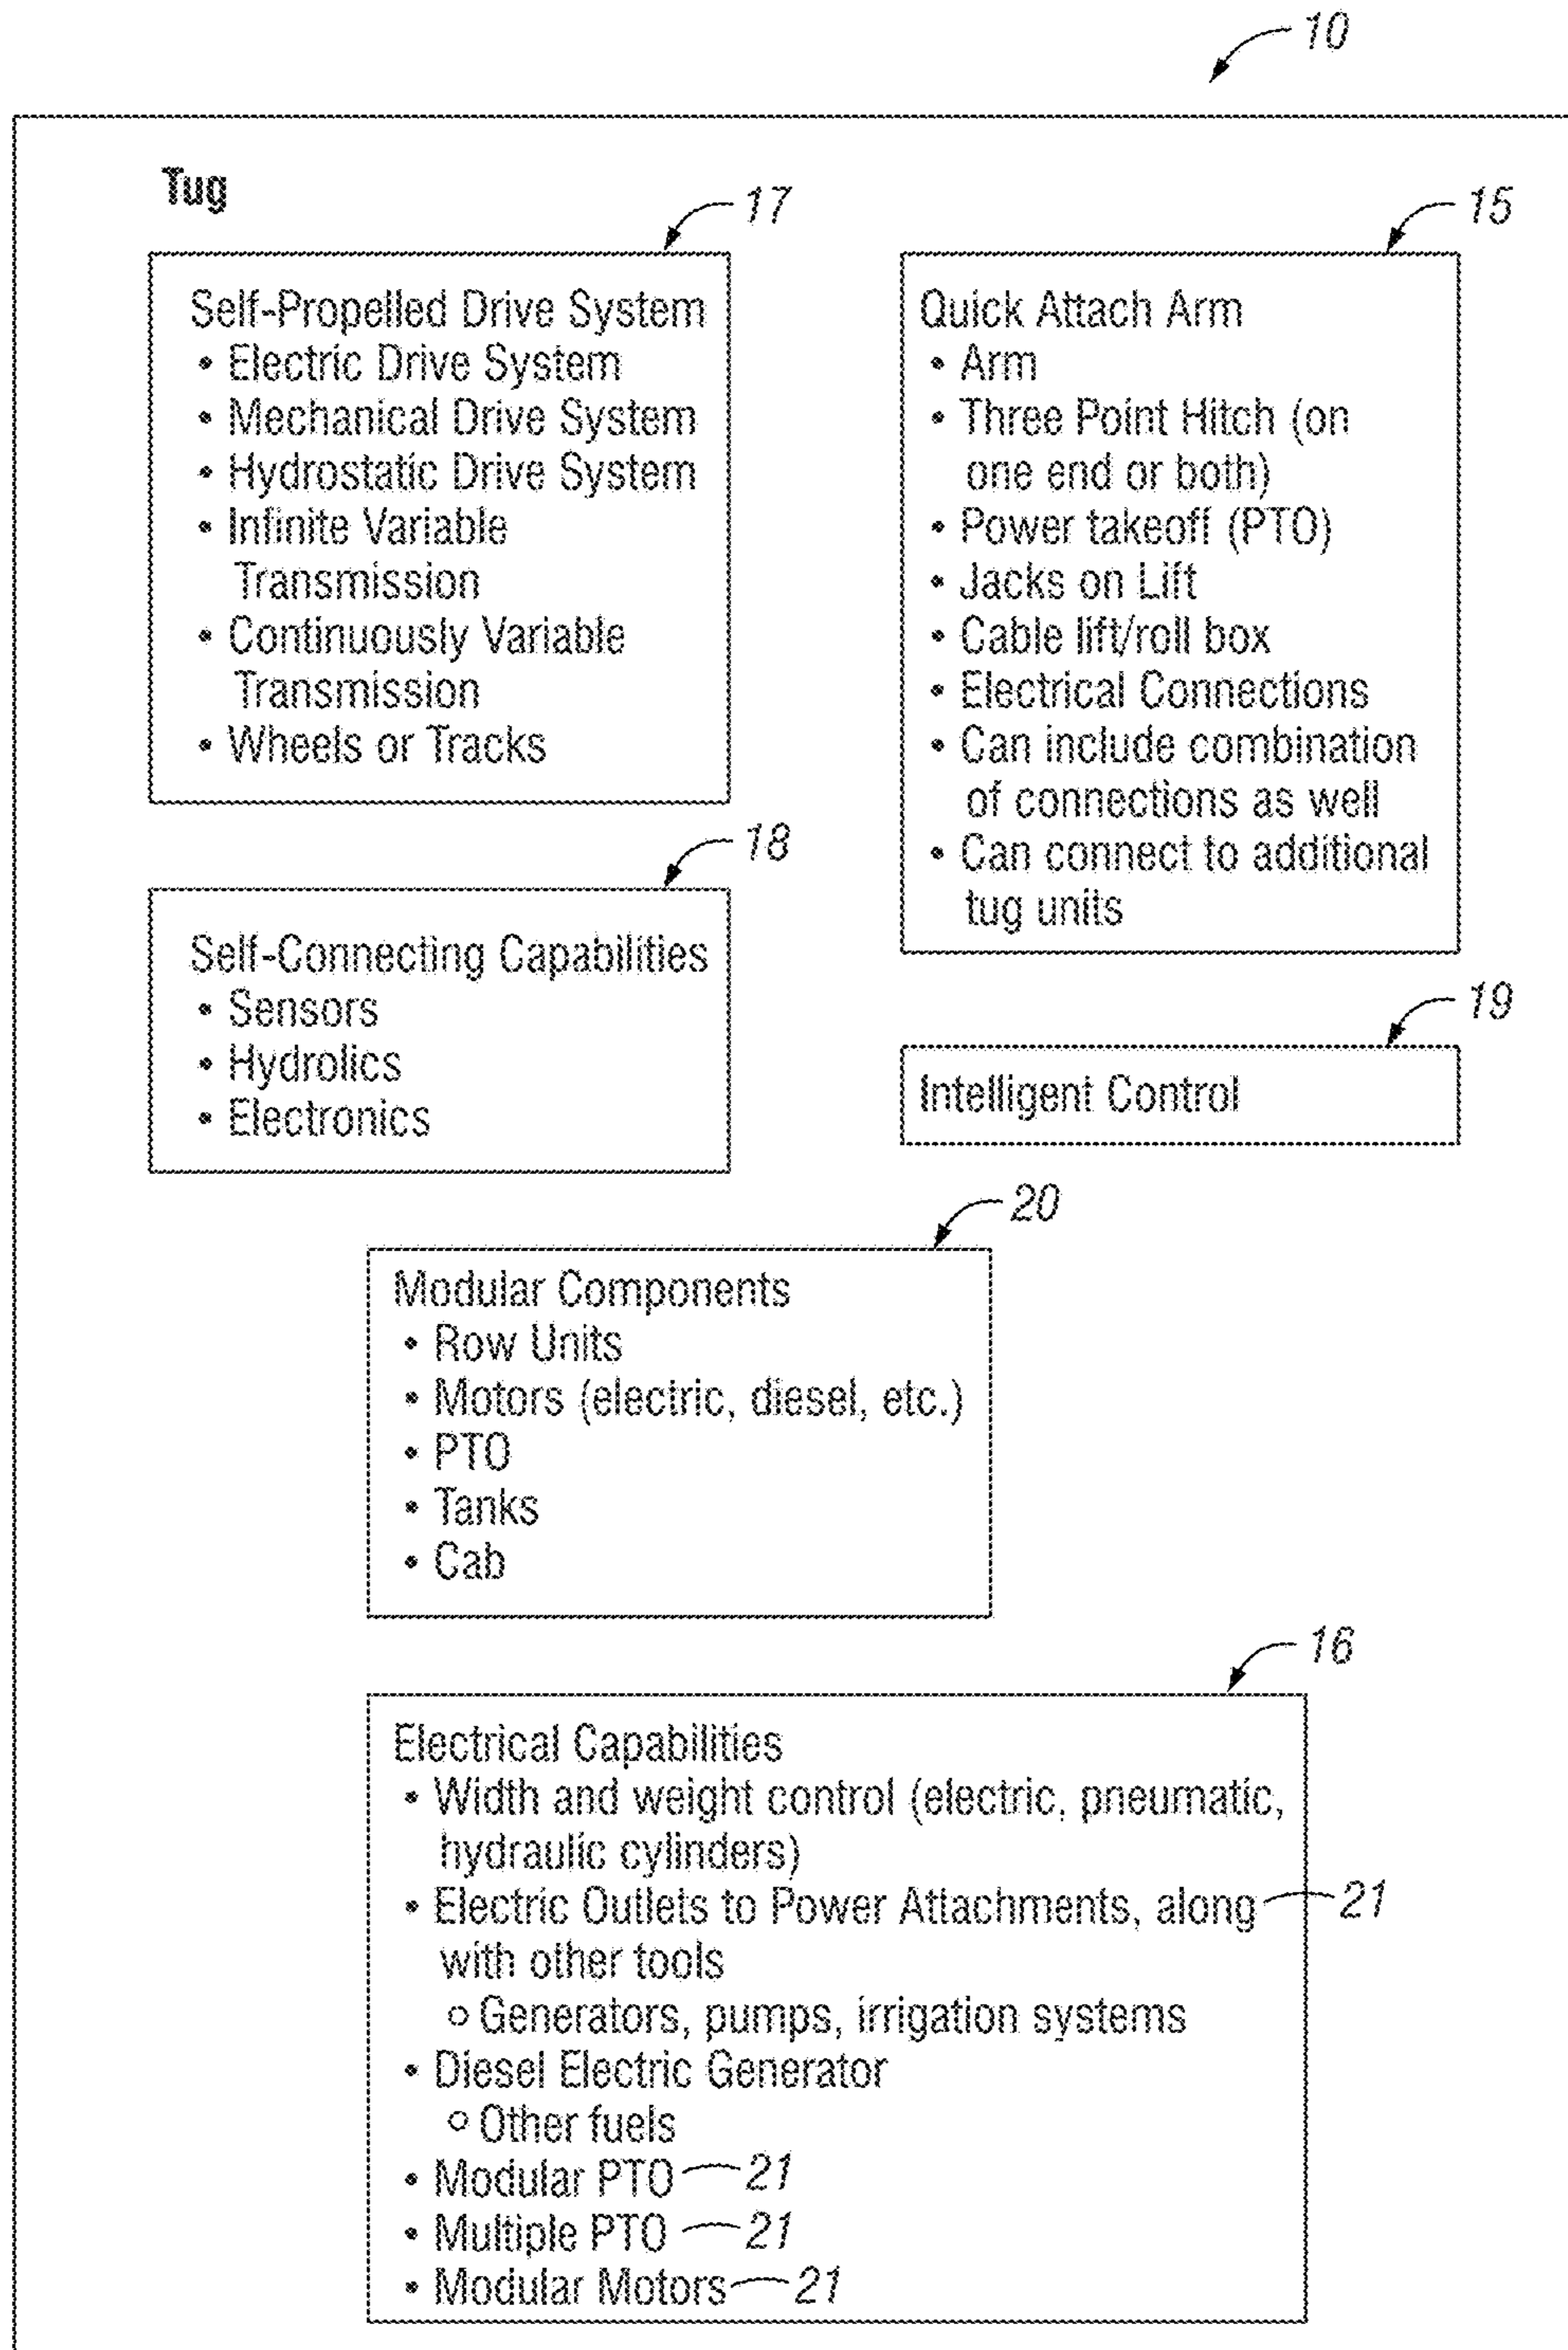 10
Tug
17
Self-Propelled Drive System
• Electric Drive System
• Mechanical Drive System
• Hydrostatic Drive System
• Infinite Variable
Transmission
• Continuously Variable
Transmission
• Wheels or Tracks
15
Quick Attach Arm
• Arm
• Three Point Hitch (on
one end or both)
• Power takeoff (PTO)
• Jacks on Lift
• Cable lift/roll box
• Electrical Connections
• Can include combination
of connections as well
• Can connect to additional
tug units
18
Self-Connecting Capabilities
• Sensors
• Hydrolics
• Electronics
19
Intelligent Control
20
Modular Components
• Row Units
• Motors (electric, diesel, etc.)
• PTO
• Tanks
• Cab
16
Electrical Capabilities
• Width and weight control (electric, pneumatic,
hydraulic cylinders)
• Electric Outlets to Power Attachments, along 21
with other tools
○ Generators, pumps, irrigation systems
• Diesel Electric Generator
○ Other fuels
• Modular PTO 21
• Multiple PTO 21
• Modular Motors 21